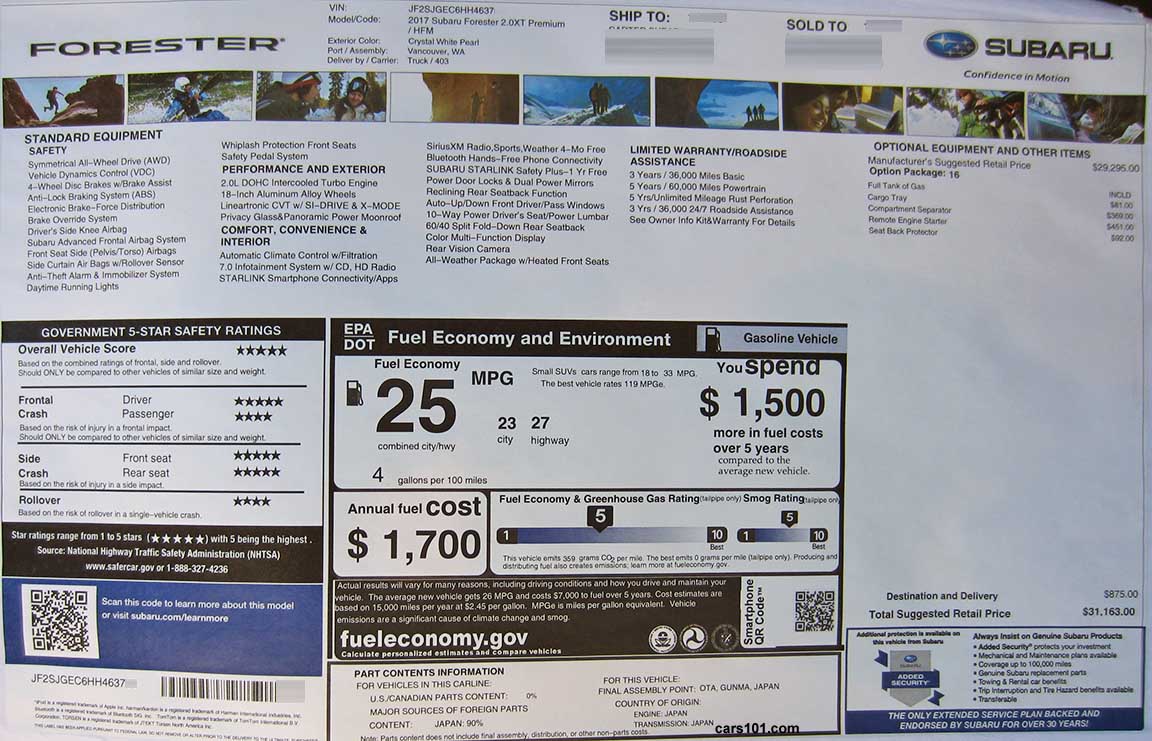 FORESTER®
VIN: JF2SJGEC6HH4637
Model/Code: 2017 Subaru Forester 2.0XT Premium
/ HFM
Exterior Color: Crystal White Pearl
Port / Assembly: Vancouver, WA
Deliver by / Carrier: Truck / 403
SHIP TO:
SOLD TO
SUBARU.
Confidence in Motion
STANDARD EQUIPMENT
SAFETY
Symmetrical All-Wheel Drive (AWD)
Vehicle Dynamics Control (VDC)
4-Wheel Disc Brakes w/Brake Assist
Anti-Lock Braking System (ABS)
Electronic Brake-Force Distribution
Brake Override System
Driver's Side Knee Airbag
Subaru Advanced Frontal Airbag System
Front Seat Side (Pelvis/Torso) Airbags
Side Curtain Air Bags w/Rollover Sensor
Anti-Theft Alarm & Immobilizer System
Daytime Running Lights
Whiplash Protection Front Seats
Safety Pedal System
PERFORMANCE AND EXTERIOR
2.0L DOHC Intercooled Turbo Engine
18-Inch Aluminum Alloy Wheels
Lineartronic CVT w/ SI-DRIVE & X-MODE
Privacy Glass&Panoramic Power Moonroof
COMFORT, CONVENIENCE &
INTERIOR
Automatic Climate Control w/Filtration
7.0 Infotainment System w/ CD, HD Radio
STARLINK Smartphone Connectivity/Apps
SiriusXM Radio,Sports,Weather 4-Mo Free
Bluetooth Hands-Free Phone Connectivity
SUBARU STARLINK Safety Plus-1 Yr Free
Power Door Locks & Dual Power Mirrors
Reclining Rear Seatback Function
Auto-Up/Down Front Driver/Pass Windows
10-Way Power Driver's Seat/Power Lumbar
60/40 Split Fold-Down Rear Seatback
Color Multi-Function Display
Rear Vision Camera
All-Weather Package w/Heated Front Seats
LIMITED WARRANTY/ROADSIDE
ASSISTANCE
3 Years / 36,000 Miles Basic
5 Years / 60,000 Miles Powertrain
5 Yrs/Unlimited Mileage Rust Perforation
3 Yrs / 36,000 24/7 Roadside Assistance
See Owner Info Kit&Warranty For Details
OPTIONAL EQUIPMENT AND OTHER ITEMS
Manufacturer's Suggested Retail Price $29,295.00
Option Package: 16
Full Tank of Gas INCLD
Cargo Tray $81.00
Compartment Separator $369.00
Remote Engine Starter $451.00
Seat Back Protector $92.00
GOVERNMENT 5-STAR SAFETY RATINGS
Overall Vehicle Score ★★★★★
Based on the combined ratings of frontal, side and rollover.
Should ONLY be compared to other vehicles of similar size and weight.
Frontal Driver ★★★★★
Crash Passenger ★★★★
Based on the risk of injury in a frontal impact.
Should ONLY be compared to other vehicles of similar size and weight.
Side Front seat ★★★★★
Crash Rear seat ★★★★★
Based on the risk of injury in a side impact.
Rollover ★★★★
Based on the risk of rollover in a single-vehicle crash.
Star ratings range from 1 to 5 stars (★★★★★) with 5 being the highest .
Source: National Highway Traffic Safety Administration (NHTSA)
www.safercar.gov or 1-888-327-4236
Scan this code to learn more about this model
or visit subaru.com/learnmore
JF2SJGEC6HH4637
EPA
DOT
Fuel Economy and Environment
Gasoline Vehicle
Fuel Economy
25 MPG
combined city/hwy
23 city
27 highway
4 gallons per 100 miles
Small SUVs cars range from 18 to 33 MPG.
The best vehicle rates 119 MPGe.
You spend
$ 1,500
more in fuel costs
over 5 years
compared to the
average new vehicle.
Annual fuel cost
$ 1,700
Fuel Economy & Greenhouse Gas Rating(tailpipe only) Smog Rating(tailpipe only
1 5 10 Best
1 5 10 Best
This vehicle emits 359 grams CO2 per mile. The best emits 0 grams per mile (tailpipe only). Producing and
distributing fuel also creates emissions; learn more at fueleconomy.gov.
Actual results will vary for many reasons, including driving conditions and how you drive and maintain your
vehicle. The average new vehicle gets 26 MPG and costs $7,000 to fuel over 5 years. Cost estimates are
based on 15,000 miles per year at $2.45 per gallon. MPGe is miles per gallon equivalent. Vehicle
emissions are a significant cause of climate change and smog.
fueleconomy.gov
Calculate personalized estimates and compare vehicles
Smartphone
QR Code™
PART CONTENTS INFORMATION
FOR VEHICLES IN THIS CARLINE:
U.S./CANADIAN PARTS CONTENT: 0%
MAJOR SOURCES OF FOREIGN PARTS
CONTENT: JAPAN: 90%
Note: Parts content does not include final assembly, distribution, or other non-parts costs.
FOR THIS VEHICLE:
FINAL ASSEMBLY POINT: OTA, GUNMA, JAPAN
COUNTRY OF ORIGIN:
ENGINE: JAPAN
TRANSMISSION: JAPAN
cars101.com
Destination and Delivery $875.00
Total Suggested Retail Price $31,163.00
Additional protection is available on
this vehicle from Subaru
SUBARU
ADDED
SECURITY
Always Insist on Genuine Subaru Products
• Added Security® protects your investment
• Mechanical and Maintenance plans available
• Coverage up to 100,000 miles
• Genuine Subaru replacement parts
• Towing & Rental car benefits
• Trip Interruption and Tire Hazard benefits available
• Transferable
THE ONLY EXTENDED SERVICE PLAN BACKED AND
ENDORSED BY SUBARU FOR OVER 30 YEARS!